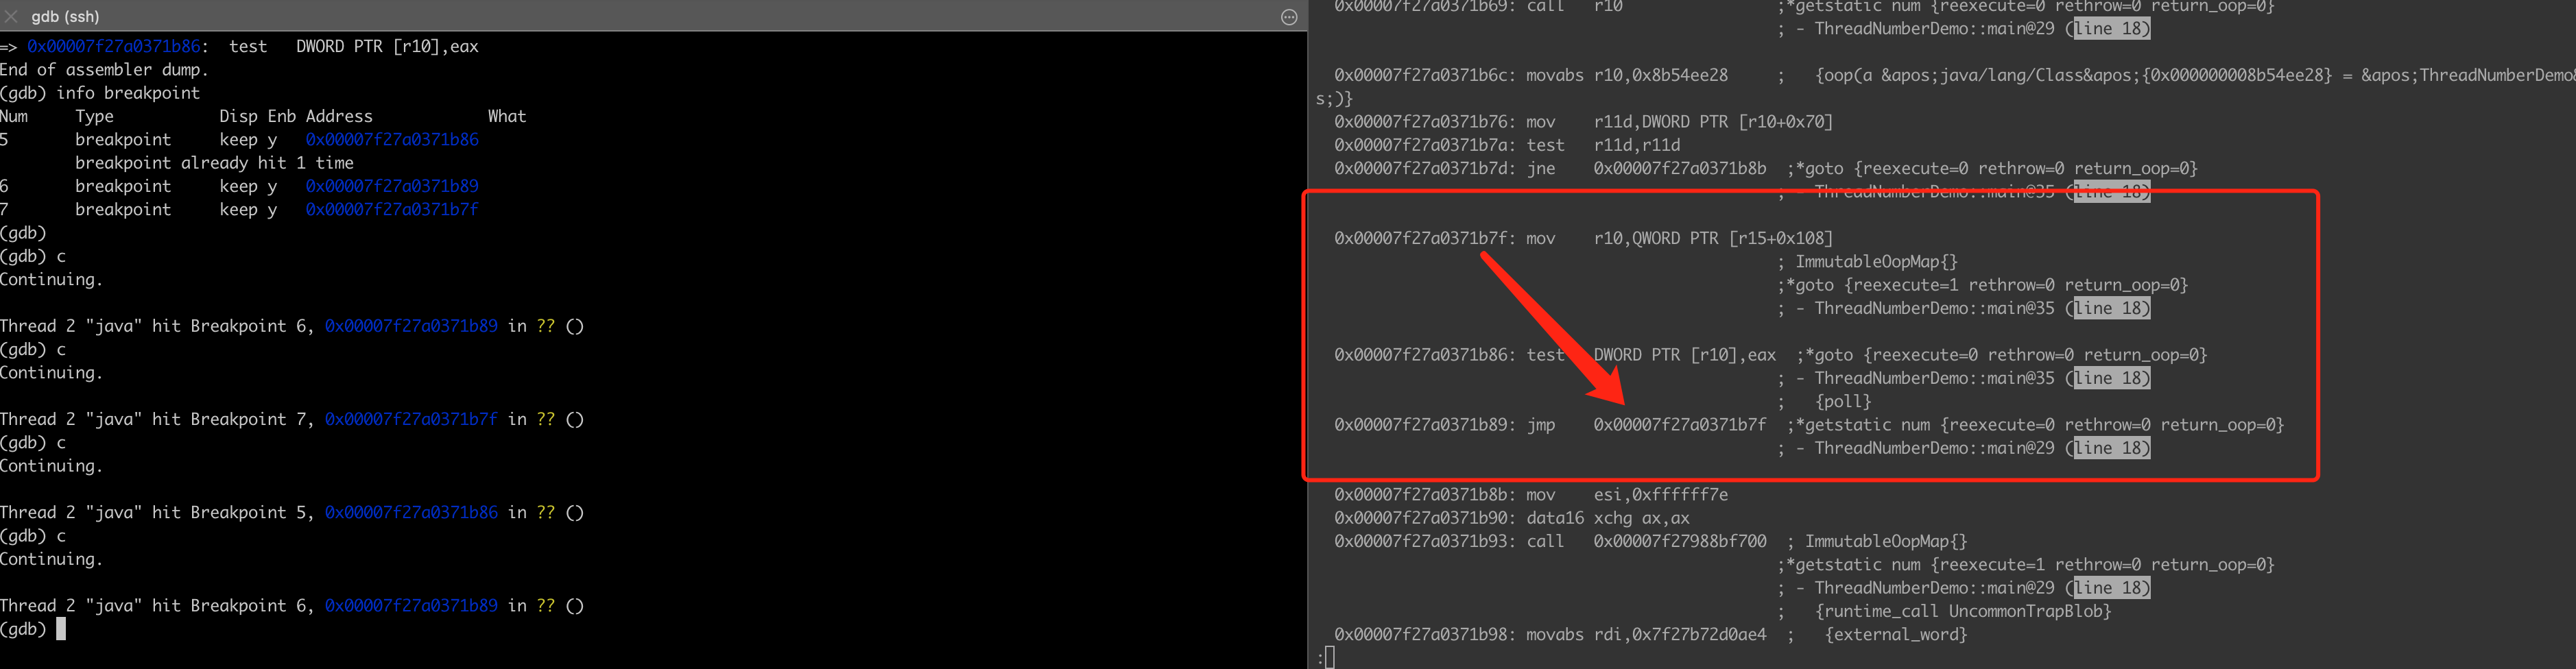 gdb (ssh)
=> 0x00007f27a0371b86:  test   DWORD PTR [r10],eax
End of assembler dump.
(gdb) info breakpoint
Num     Type           Disp Enb Address            What
5       breakpoint     keep y   0x00007f27a0371b86
        breakpoint already hit 1 time
6       breakpoint     keep y   0x00007f27a0371b89
7       breakpoint     keep y   0x00007f27a0371b7f
(gdb)
(gdb) c
Continuing.
Thread 2 "java" hit Breakpoint 6, 0x00007f27a0371b89 in ?? ()
(gdb) c
Continuing.
Thread 2 "java" hit Breakpoint 7, 0x00007f27a0371b7f in ?? ()
(gdb) c
Continuing.
Thread 2 "java" hit Breakpoint 5, 0x00007f27a0371b86 in ?? ()
(gdb) c
Continuing.
Thread 2 "java" hit Breakpoint 6, 0x00007f27a0371b89 in ?? ()
(gdb)
0x00007f27a0371b69: call   r10                ;*getstatic num {reexecute=0 rethrow=0 return_oop=0}
; - ThreadNumberDemo::main@29 (line 18)
0x00007f27a0371b6c: movabs r10,0x8b54ee28     ;   {oop(a &apos;java/lang/Class&apos;{0x000000008b54ee28} = &apos;ThreadNumberDemo&
s;)}
0x00007f27a0371b76: mov    r11d,DWORD PTR [r10+0x70]
0x00007f27a0371b7a: test   r11d,r11d
0x00007f27a0371b7d: jne    0x00007f27a0371b8b  ;*goto {reexecute=0 rethrow=0 return_oop=0}
; - ThreadNumberDemo::main@35 (line 18)
0x00007f27a0371b7f: mov    r10,QWORD PTR [r15+0x108]
; ImmutableOopMap{}
;*goto {reexecute=1 rethrow=0 return_oop=0}
; - ThreadNumberDemo::main@35 (line 18)
0x00007f27a0371b86: test   DWORD PTR [r10],eax  ;*goto {reexecute=0 rethrow=0 return_oop=0}
; - ThreadNumberDemo::main@35 (line 18)
;   {poll}
0x00007f27a0371b89: jmp    0x00007f27a0371b7f  ;*getstatic num {reexecute=0 rethrow=0 return_oop=0}
; - ThreadNumberDemo::main@29 (line 18)
0x00007f27a0371b8b: mov    esi,0xffffff7e
0x00007f27a0371b90: data16 xchg ax,ax
0x00007f27a0371b93: call   0x00007f27988bf700  ; ImmutableOopMap{}
;*getstatic num {reexecute=1 rethrow=0 return_oop=0}
; - ThreadNumberDemo::main@29 (line 18)
;   {runtime_call UncommonTrapBlob}
0x00007f27a0371b98: movabs rdi,0x7f27b72d0ae4  ;   {external_word}
: